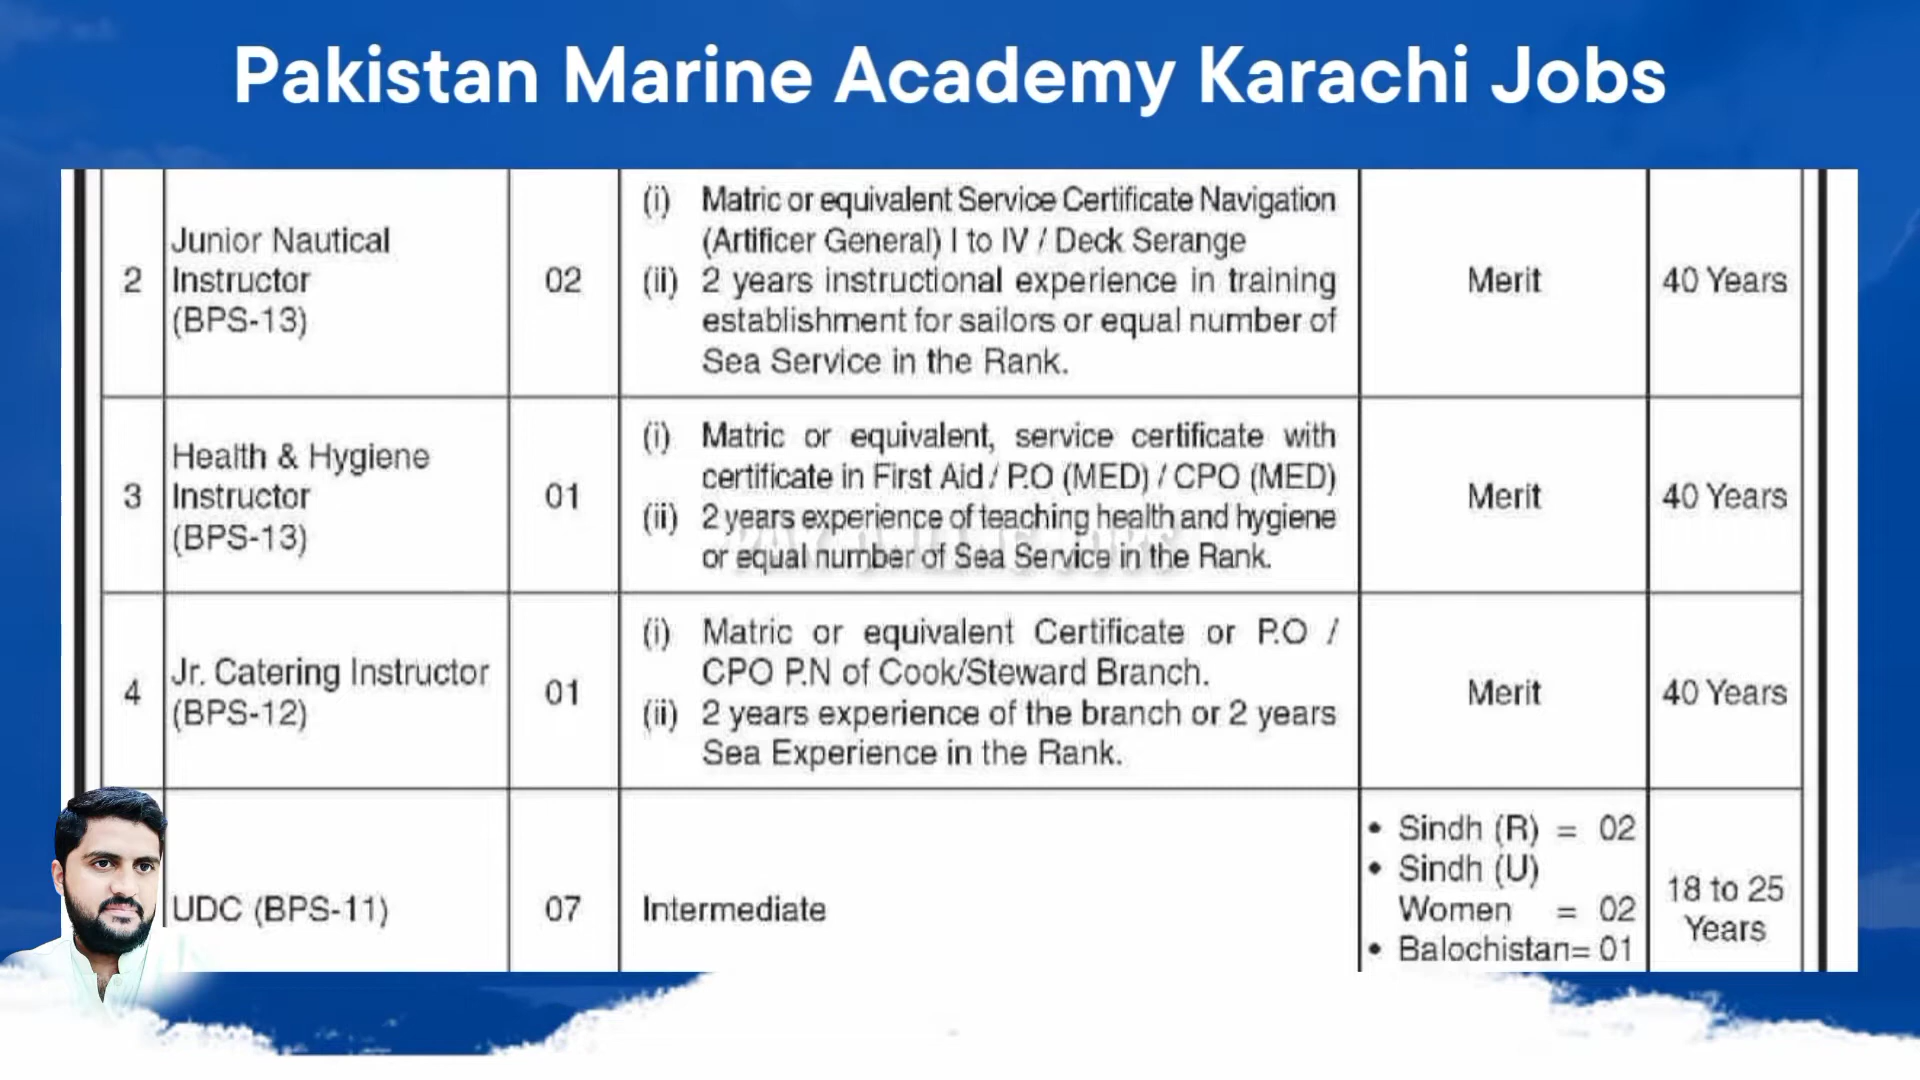 Pakistan Marine Academy Karachi Jobs
2
Junior Nautical
Instructor
(BPS-13)
02
(i) Matric or equivalent Service Certificate Navigation
(Artificer General) I to IV / Deck Serange
(ii) 2 years instructional experience in training
establishment for sailors or equal number of
Sea Service in the Rank.
Merit
40 Years
3
Health & Hygiene
Instructor
(BPS-13)
01
(i) Matric or equivalent, service certificate with
certificate in First Aid / P.O (MED) / CPO (MED)
(ii) 2 years experience of teaching health and hygiene
or equal number of Sea Service in the Rank.
Merit
40 Years
4
Jr. Catering Instructor
(BPS-12)
01
(i) Matric or equivalent Certificate or P.O /
CPO P.N of Cook/Steward Branch.
(ii) 2 years experience of the branch or 2 years
Sea Experience in the Rank.
Merit
40 Years
UDC (BPS-11)
07
Intermediate
• Sindh (R) = 02
• Sindh (U)
Women = 02
• Balochistan= 01
18 to 25
Years